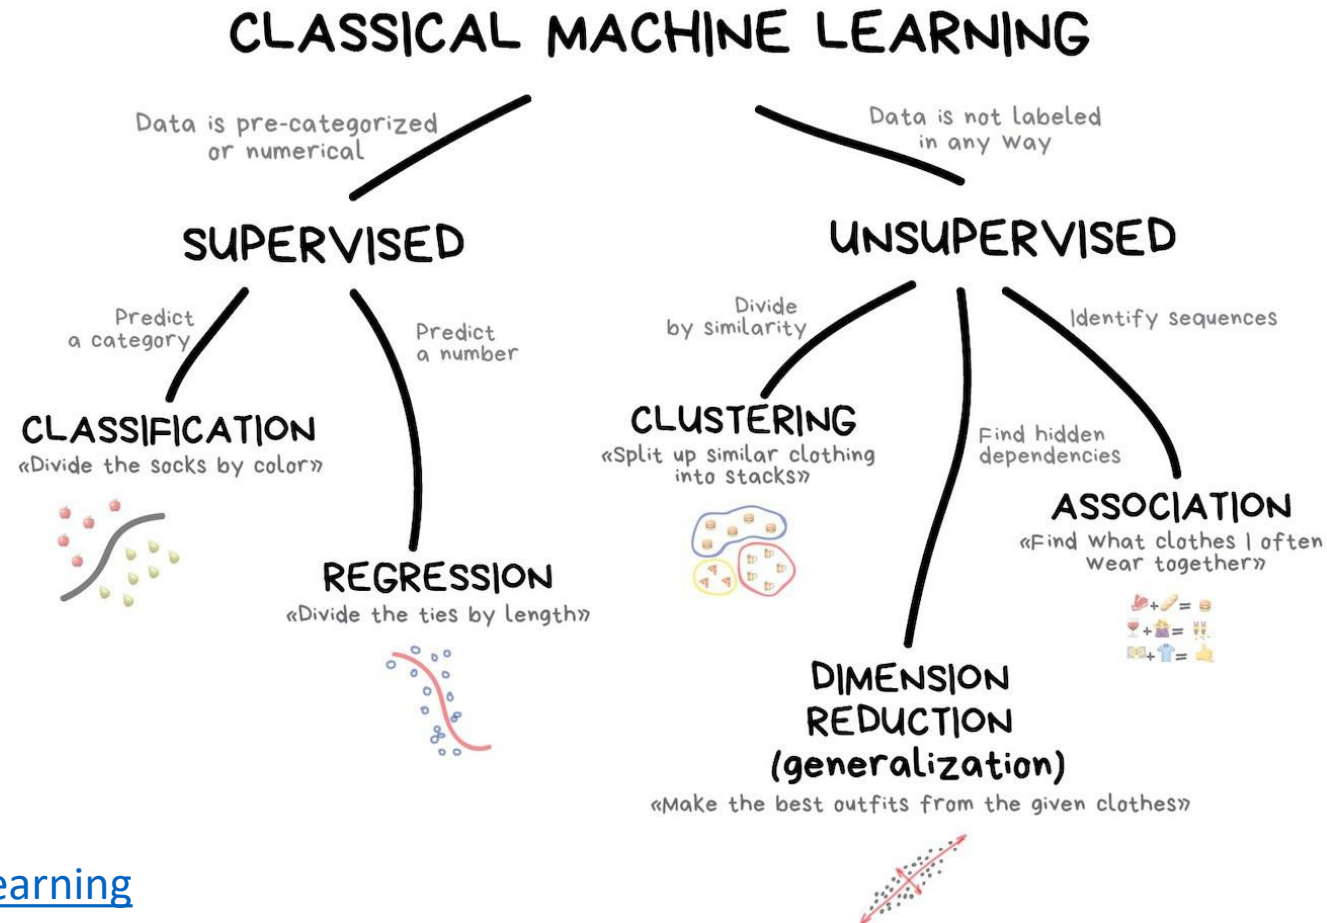 CLASSICAL MACHINE LEARNING
Data is pre-categorized
or numerical
Data is not labeled
in any way
SUPERVISED
UNSUPERVISED
Predict
a category
Predict
a number
Divide
by similarity
Identify sequences
CLASSIFICATION
«Divide the socks by color»
CLUSTERING
«Split up similar clothing
into stacks»
Find hidden
dependencies
ASSOCIATION
«Find what clothes I often
wear together»
REGRESSION
«Divide the ties by length»
+ =
+ =
+ =
DIMENSION
REDUCTION
(generalization)
«Make the best outfits from the given clothes»
earning